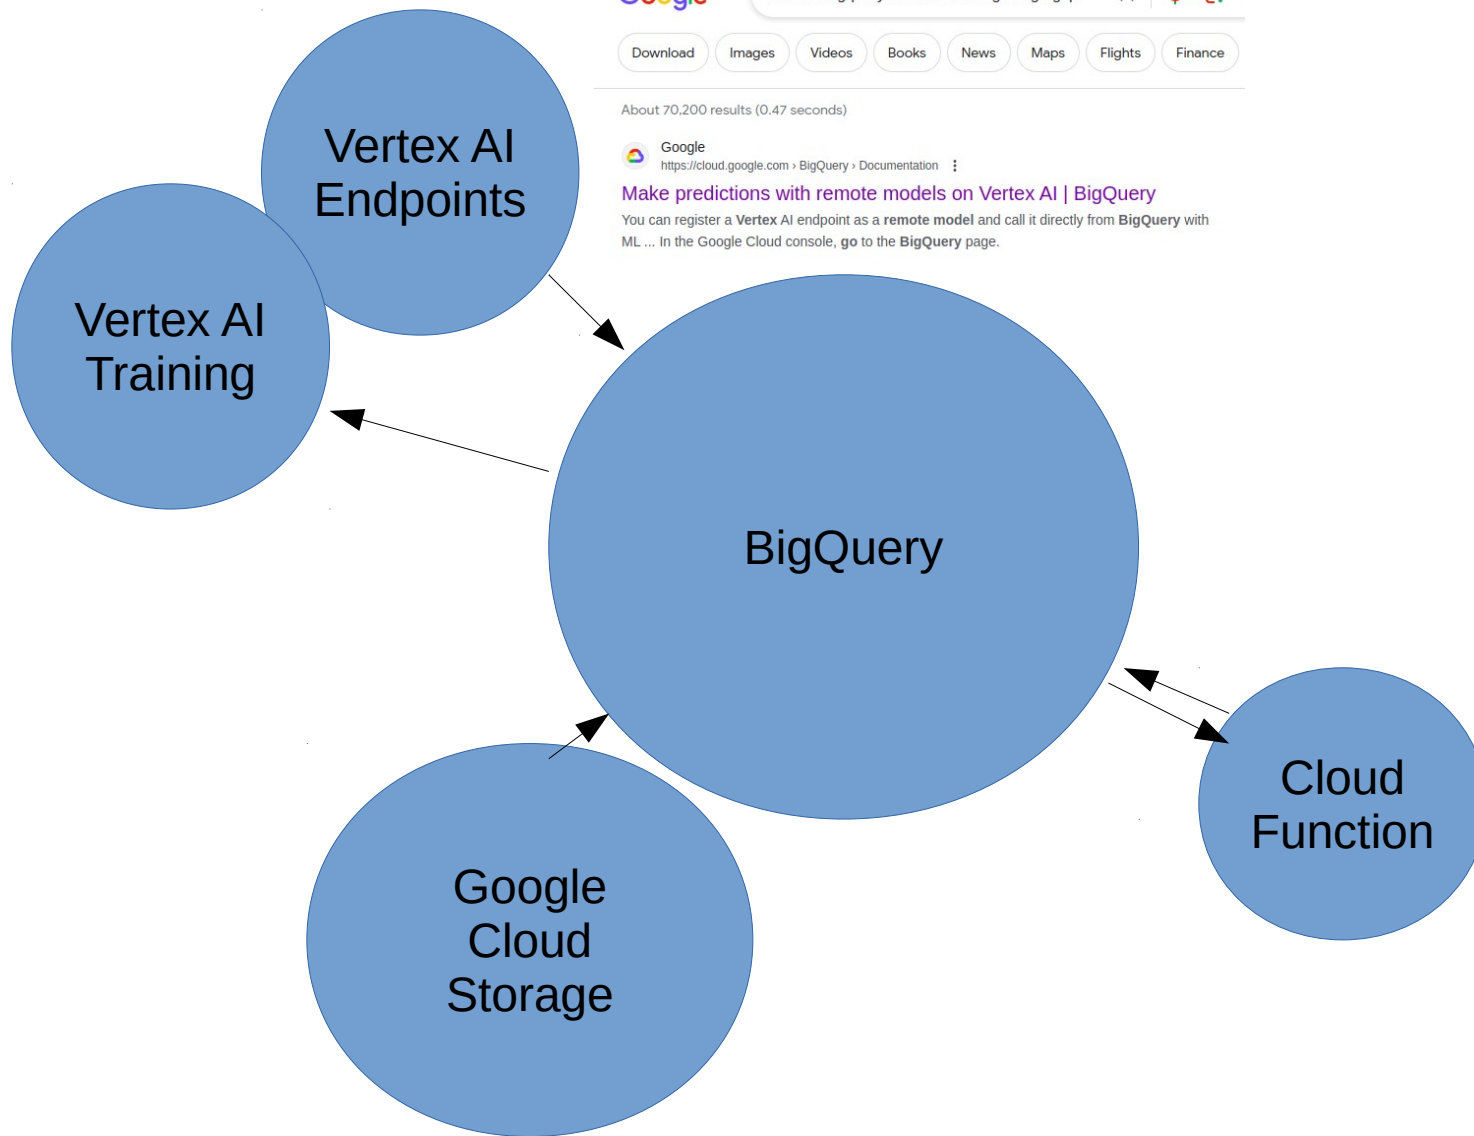 Google
Download Images Videos Books News Maps Flights Finance
About 70,200 results (0.47 seconds)
Google
https://cloud.google.com › BigQuery › Documentation
Make predictions with remote models on Vertex AI | BigQuery
You can register a Vertex AI endpoint as a remote model and call it directly from BigQuery with
ML ... In the Google Cloud console, go to the BigQuery page.
Vertex AI
Endpoints
Vertex AI
Training
BigQuery
Cloud
Function
Google
Cloud
Storage